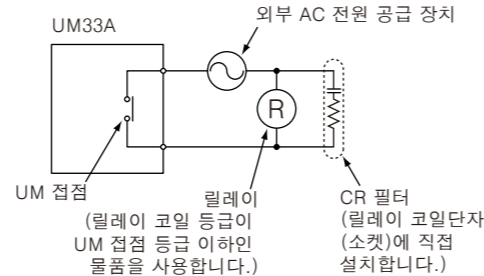 외부 AC 전원 공급 장치
UM33A
R
UM 접점
릴레이
(릴레이 코일 등급이
UM 접점 등급 이하인
물품을 사용합니다.)
CR 필터
(릴레이 코일단자
(소켓)에 직접
설치합니다.)